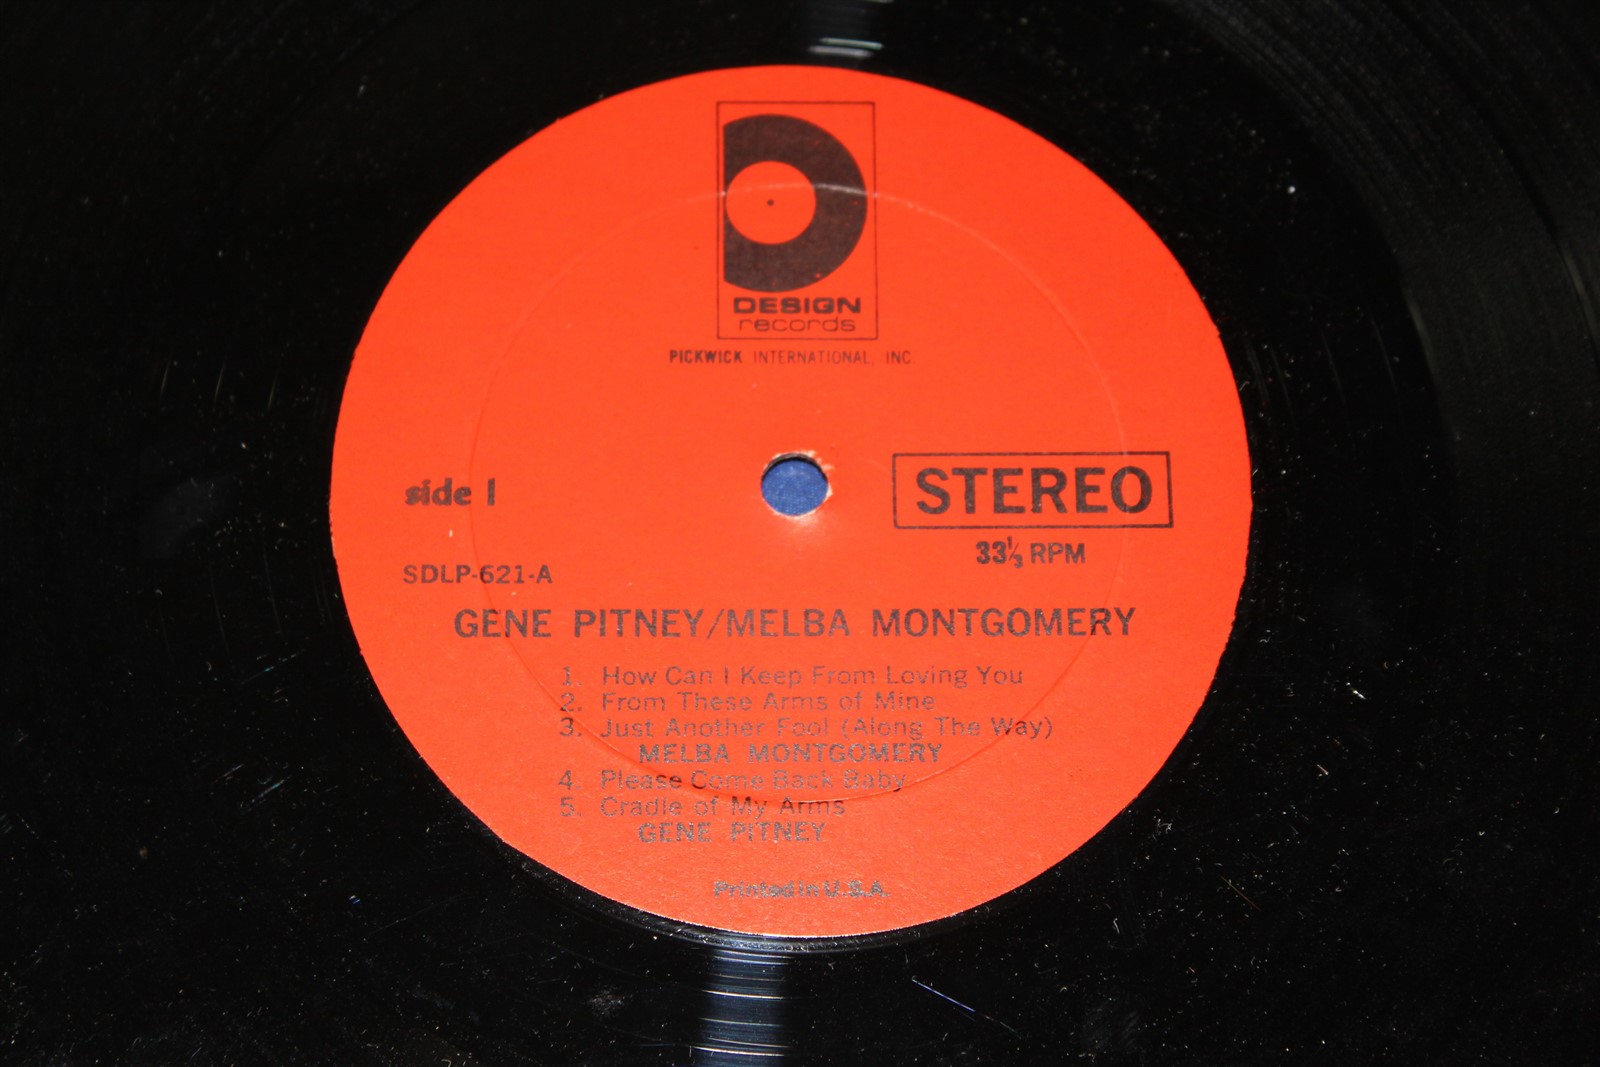 DESIGN
records
PICKWICK INTERNATIONAL, INC.
side 1
STEREO
33⅓ RPM
SDLP-621-A
GENE PITNEY/MELBA MONTGOMERY
1. How Can I Keep From Loving You
2. From These Arms of Mine
3. Just Another Fool (Along The Way)
MELBA MONTGOMERY
4. Please Come Back Baby
5. Cradle of My Arms
GENE PITNEY
Printed in U.S.A.